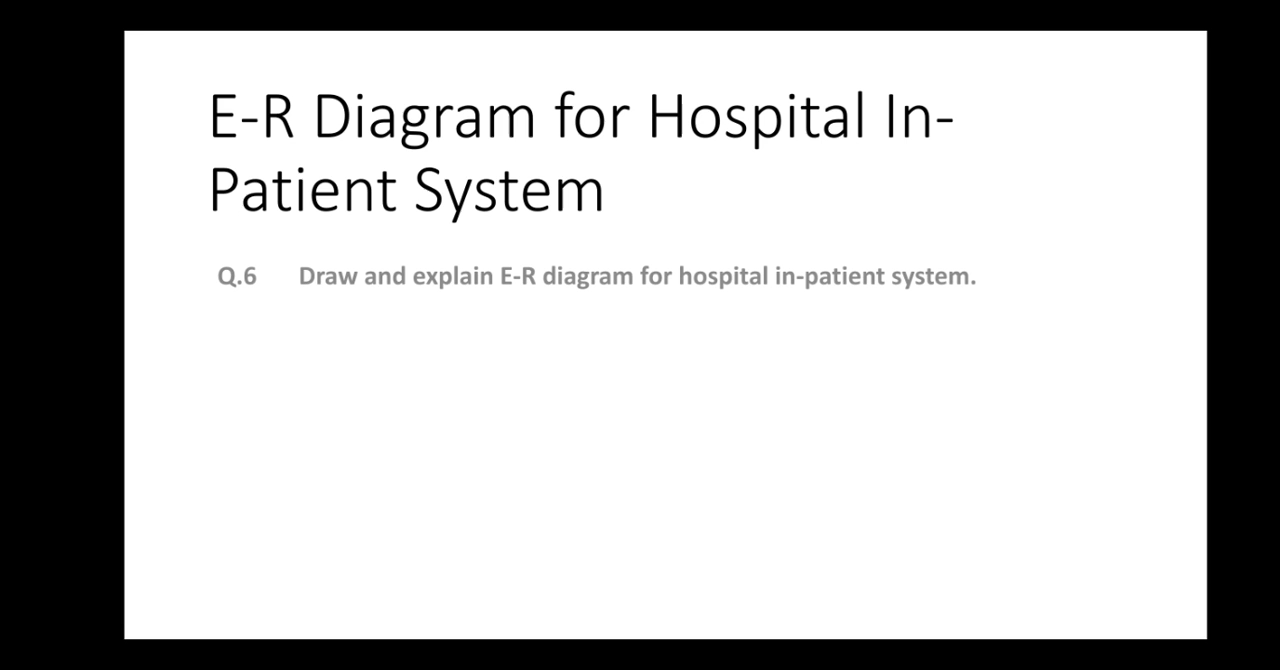 E-R Diagram for Hospital In-
Patient System
Q.6 Draw and explain E-R diagram for hospital in-patient system.